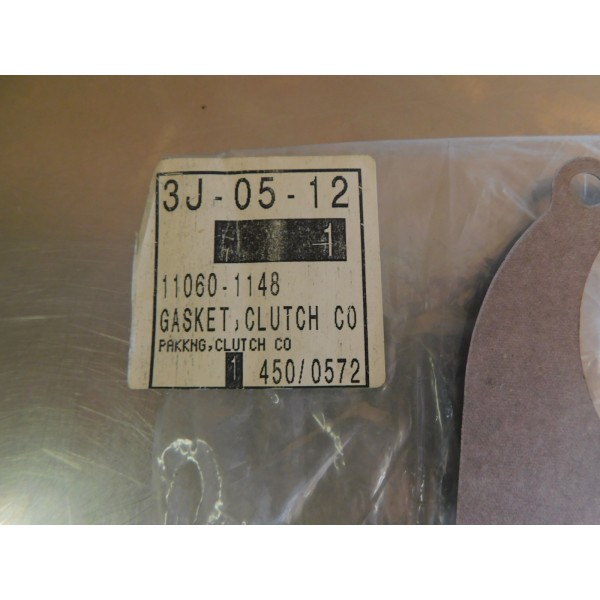 3J-05-12
1
11060-1148
GASKET,CLUTCH CO
PAKKNG,CLUTCH CO
1 450/0572